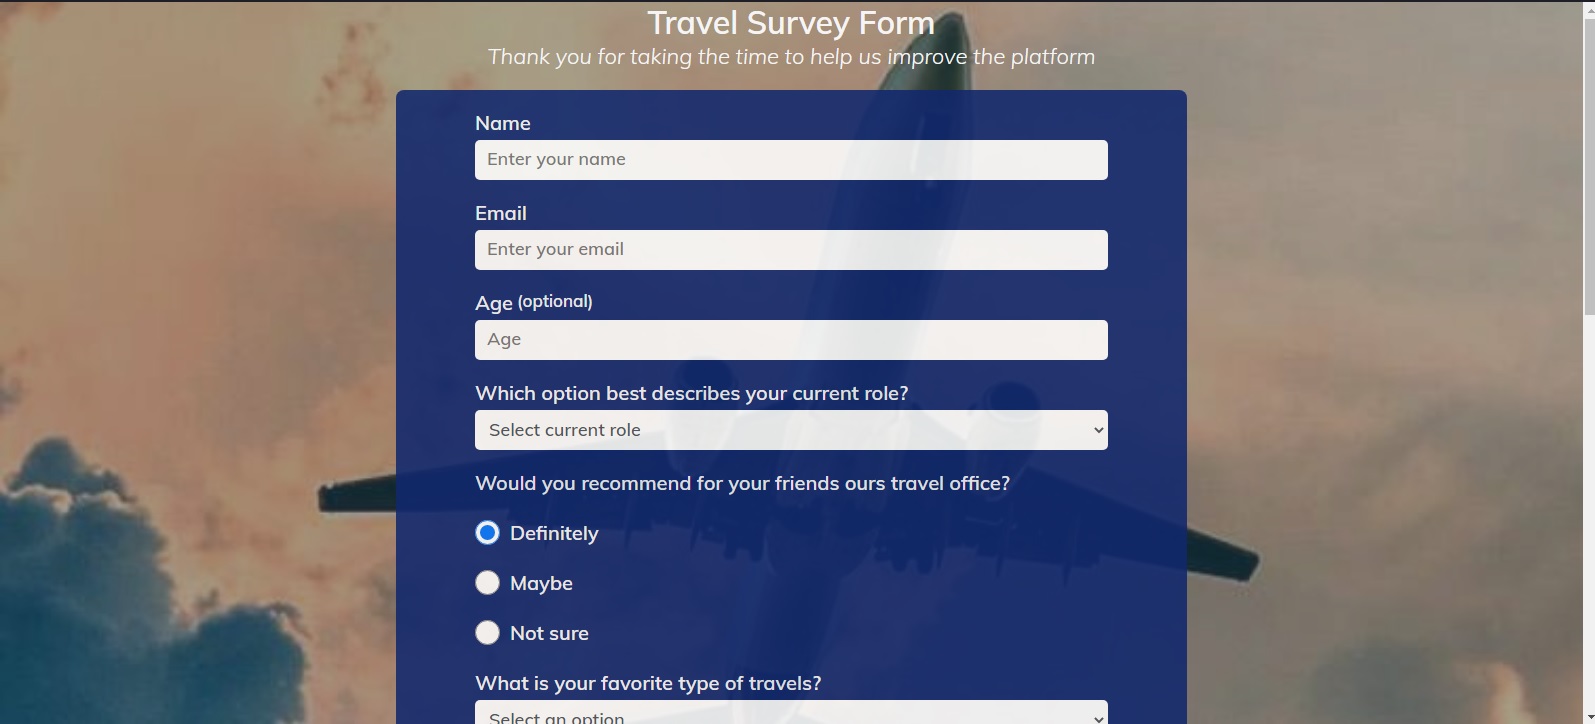 Travel Survey Form
Thank you for taking the time to help us improve the platform
Name
Enter your name
Email
Enter your email
Age (optional)
Age
Which option best describes your current role?
Select current role
Would you recommend for your friends ours travel office?
Definitely
Maybe
Not sure
What is your favorite type of travels?
Select an option